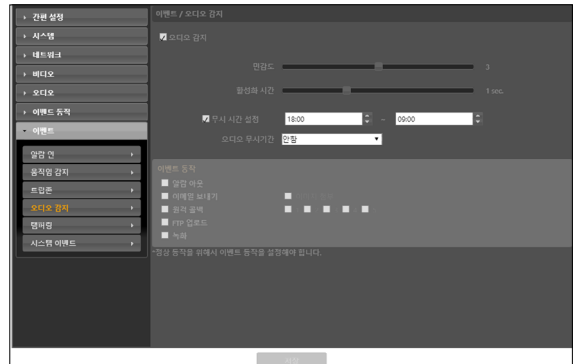 간편 설정
시스템
네트워크
비디오
오디오
이벤트 동작
이벤트
알람 인
움직임 감지
트립존
오디오 감지
탬퍼링
시스템 이벤트
이벤트 / 오디오 감지
오디오 감지
민감도 3
활성화 시간 1 sec.
무시 시간 설정 18:00 ~ 09:00
오디오 무시기간 안함
이벤트 동작
알람 아웃
이메일 보내기
원격 음백
FTP 업로드
녹화
*정상 동작을 위해서 이벤트 동작을 설정해야 됩니다.
저장